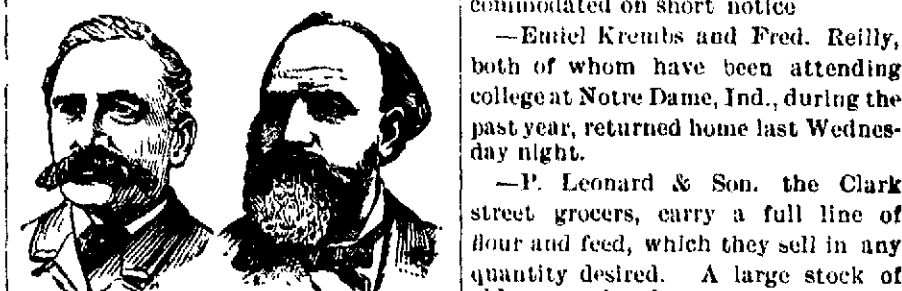 commodated on short notice
—Emiel Krembs and Fred. Reilly,
both of whom have been attending
college at Notre Dame, Ind., during the
past year, returned home last Wednes-
day night.
—P. Leonard & Son. the Clark
street grocers, carry a full line of
flour and feed, which they sell in any
quantity desired. A large stock of